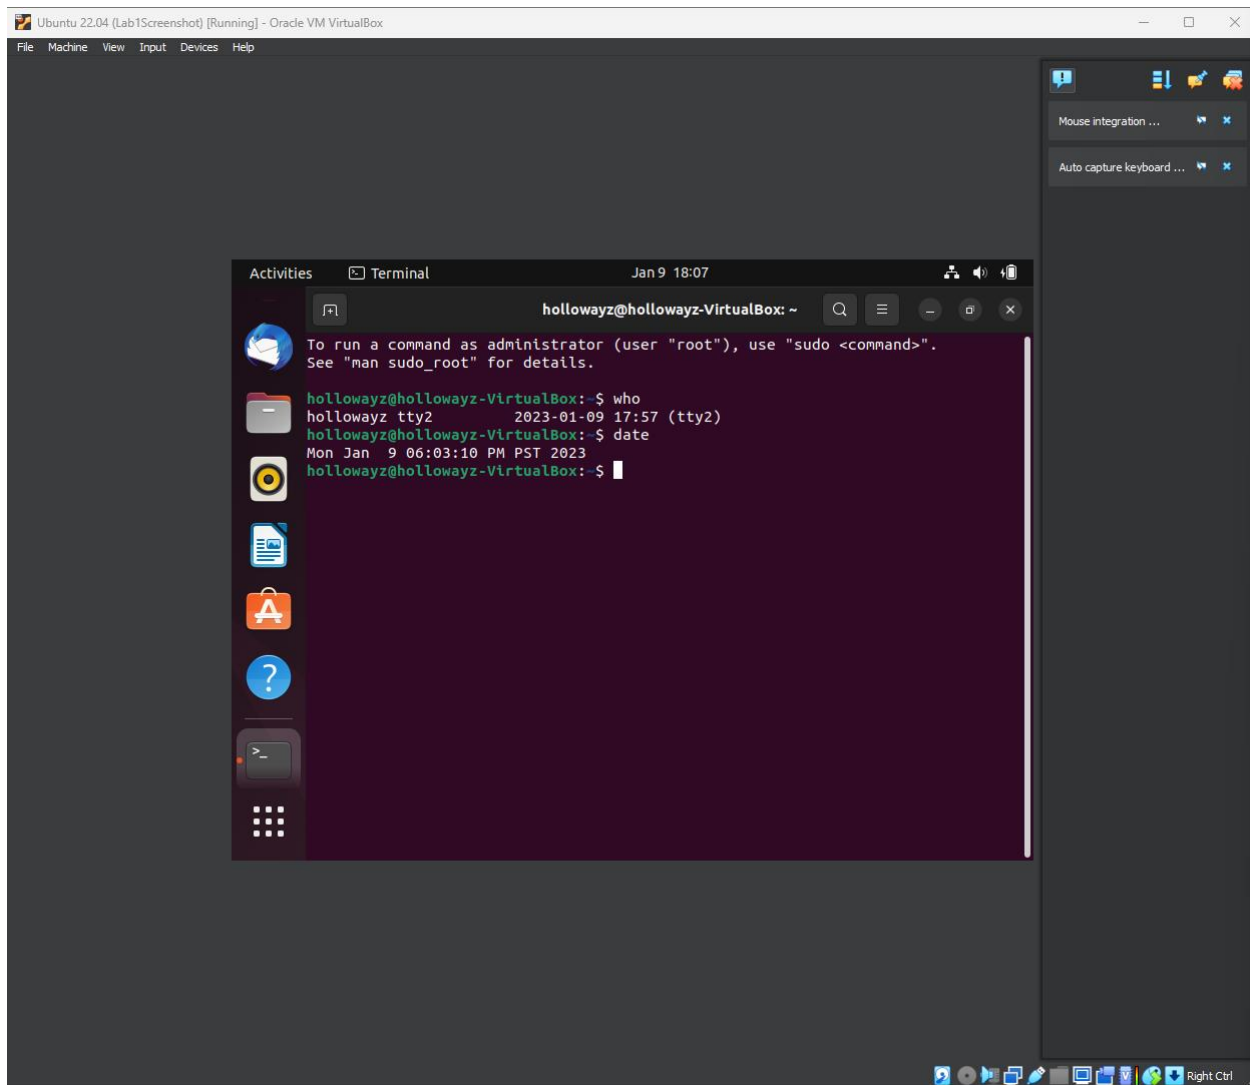 Ubuntu 22.04 (Lab1Screenshot) [Running] - Oracle VM VirtualBox
File Machine View Input Devices Help
Mouse integration ...
Auto capture keyboard ...
Activities Terminal Jan 9 18:07
hollowayz@hollowayz-VirtualBox: ~
To run a command as administrator (user "root"), use "sudo <command>".
See "man sudo_root" for details.
hollowayz@hollowayz-VirtualBox:~$ who
hollowayz tty2         2023-01-09 17:57 (tty2)
hollowayz@hollowayz-VirtualBox:~$ date
Mon Jan  9 06:03:10 PM PST 2023
hollowayz@hollowayz-VirtualBox:~$
Right Ctrl